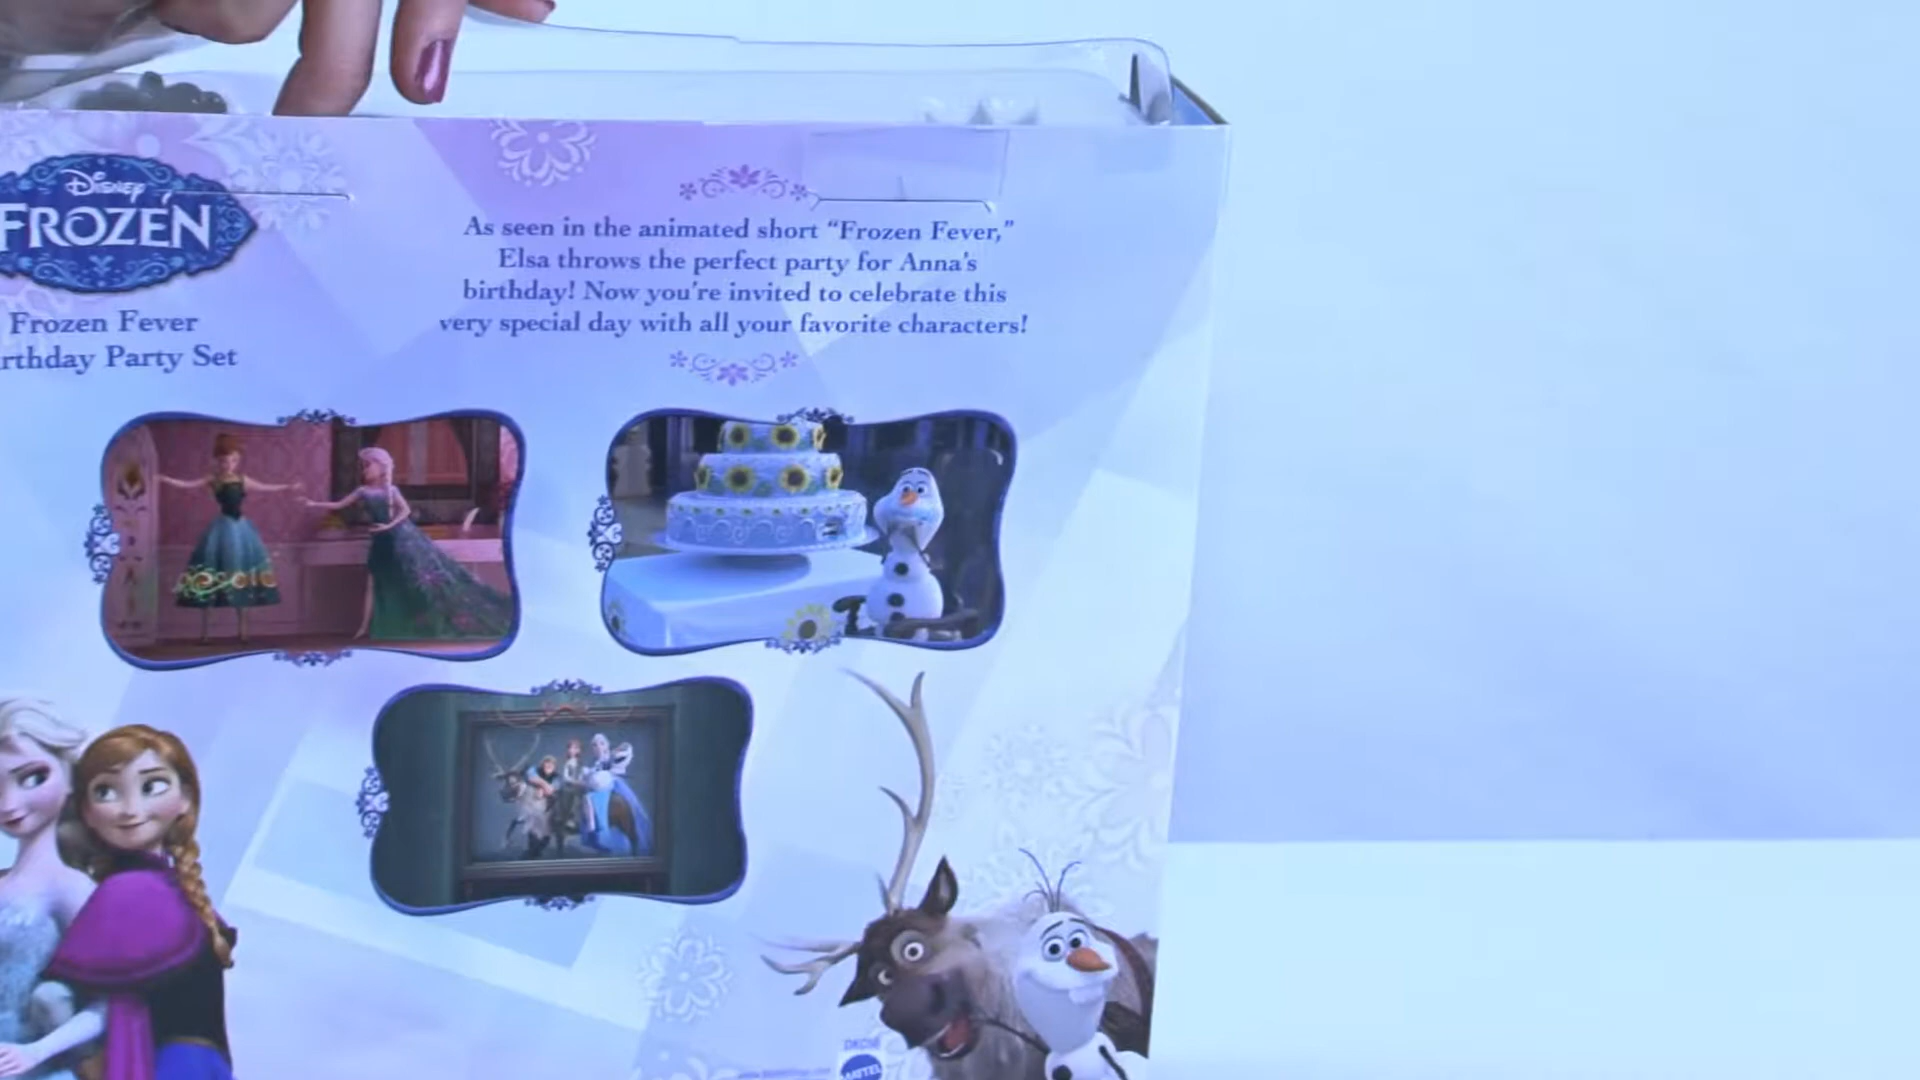 Disney
FROZEN
Frozen Fever
rthday Party Set
As seen in the animated short “Frozen Fever,”
Elsa throws the perfect party for Anna's
birthday! Now you're invited to celebrate this
very special day with all your favorite characters!
MATTEL